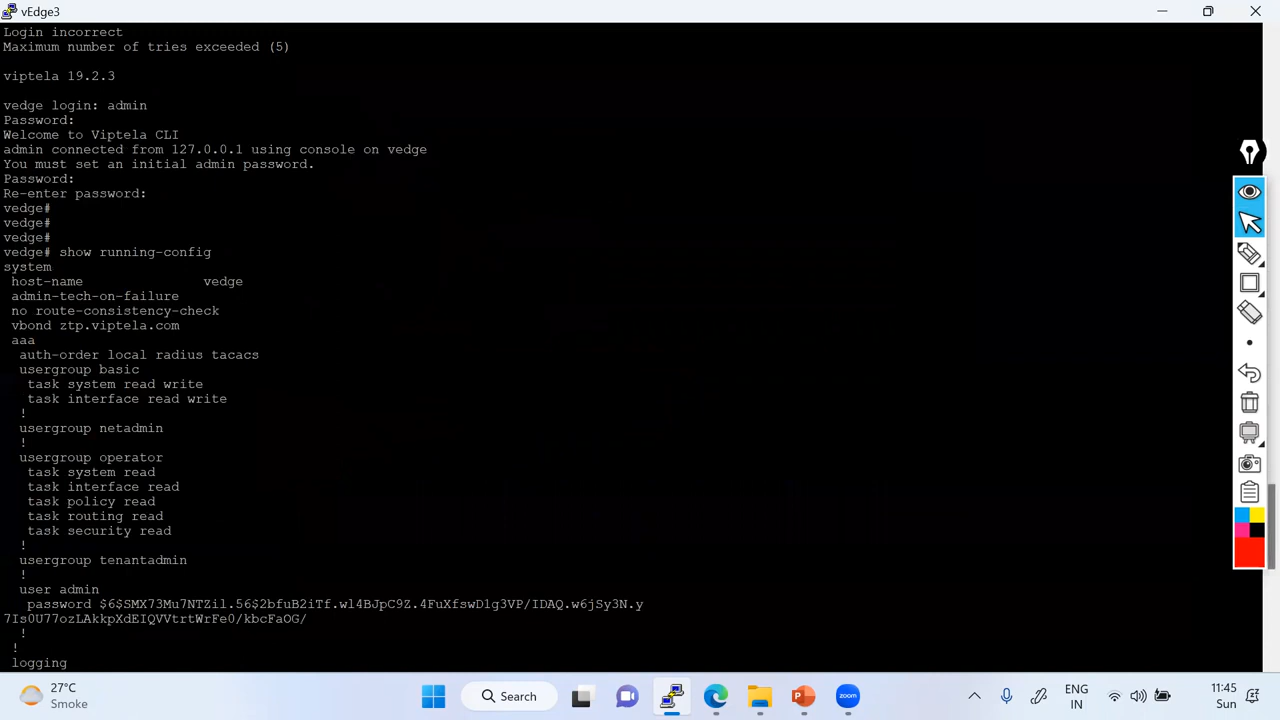 vEdge3
Login incorrect
Maximum number of tries exceeded (5)
viptela 19.2.3
vedge login: admin
Password:
Welcome to Viptela CLI
admin connected from 127.0.0.1 using console on vedge
You must set an initial admin password.
Password:
Re-enter password:
vedge#
vedge#
vedge#
vedge# show running-config
system
host-name vedge
admin-tech-on-failure
no route-consistency-check
vbond ztp.viptela.com
aaa
auth-order local radius tacacs
usergroup basic
task system read write
task interface read write
!
usergroup netadmin
!
usergroup operator
task system read
task interface read
task policy read
task routing read
task security read
!
usergroup tenantadmin
!
user admin
password $6$SMX73Mu7NTZil.56$2bfuB2iTf.wl4BJpC9Z.4FuXfswD1g3VP/IDAQ.w6jSy3N.y
7Is0U77ozLAkkpXdEIQVVtrtWrFe0/kbcFaOG/
!
!
logging
27°C
Smoke
Search
zoom
ENG
IN
11:45
Sun